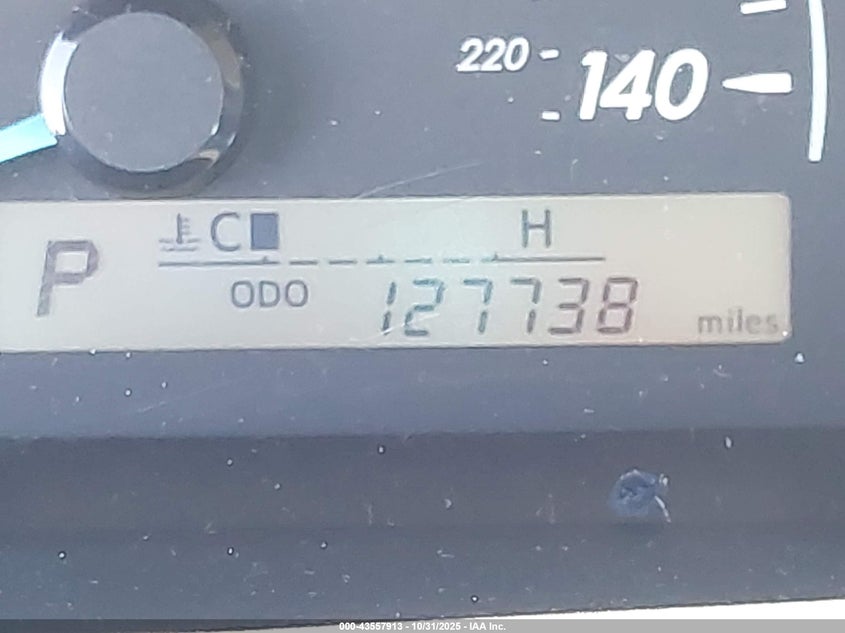 220
140
C H
P
ODO 127738 miles
000-43557913 - 10/31/2025 - IAA Inc.